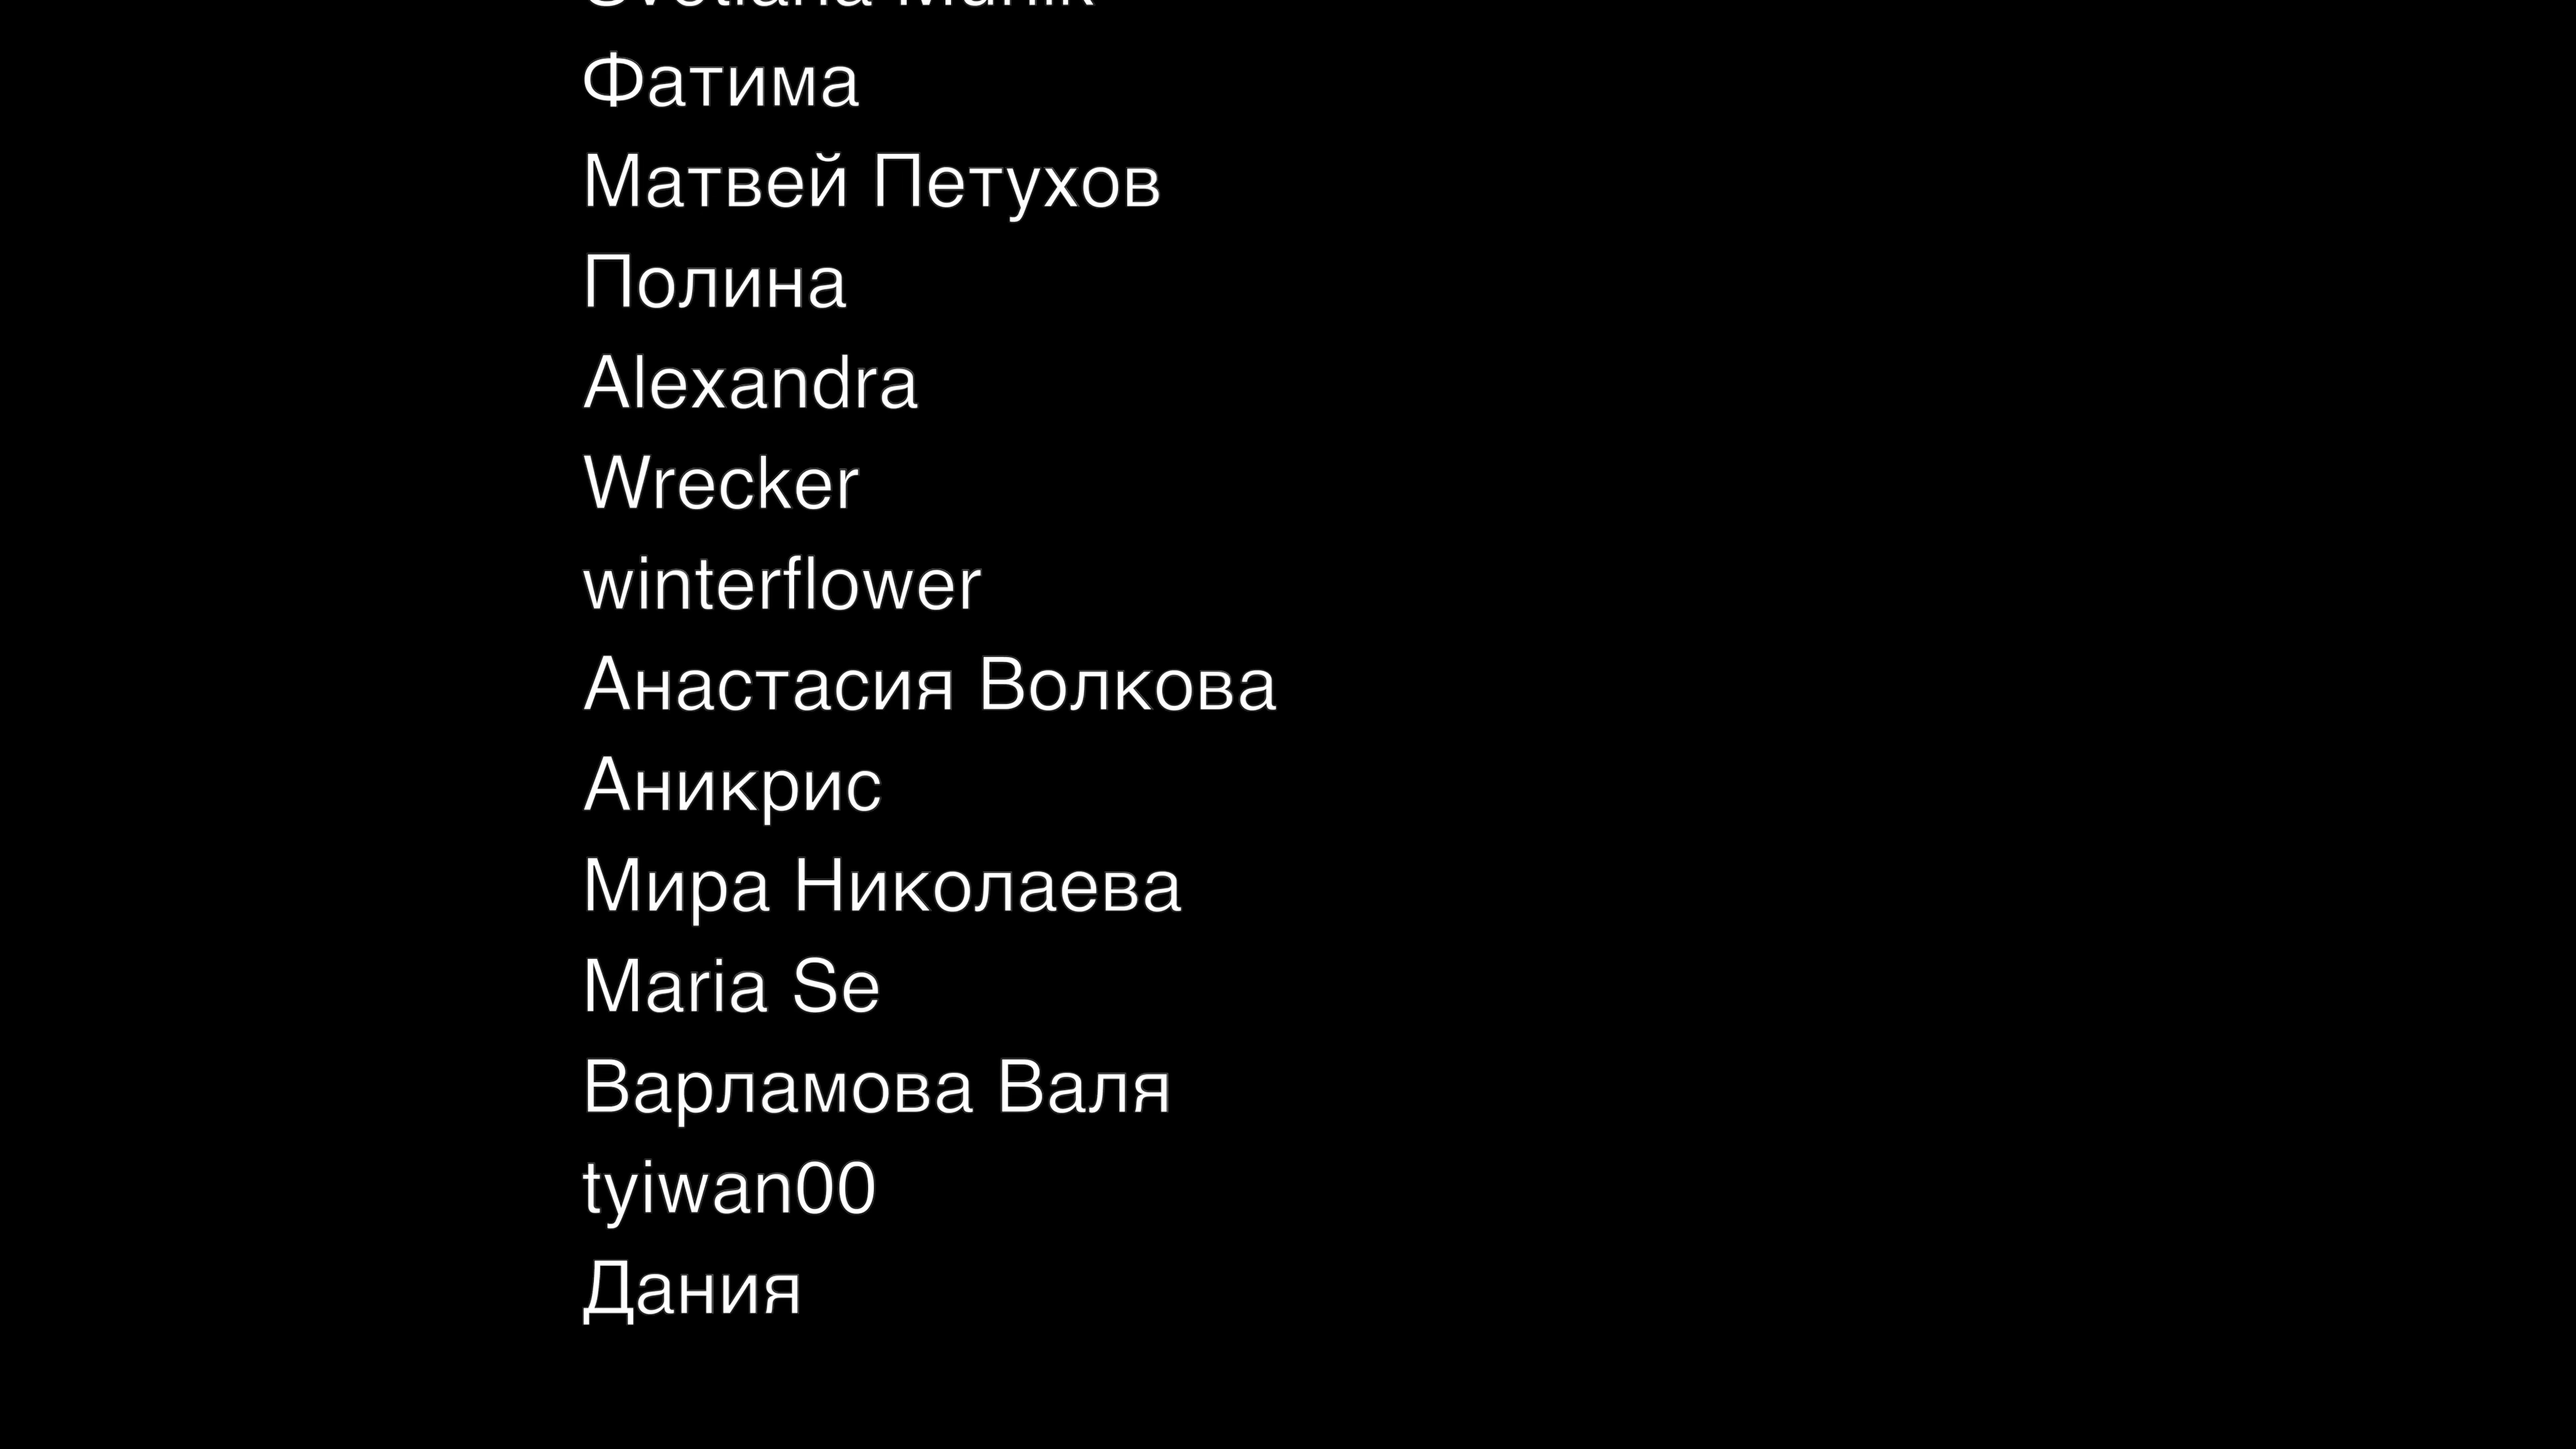 Фатима
Матвей Петухов
Полина
Alexandra
Wrecker
winterflower
Анастасия Волкова
Аникрис
Мира Николаева
Maria Se
Варламова Валя
tyiwan00
Дания